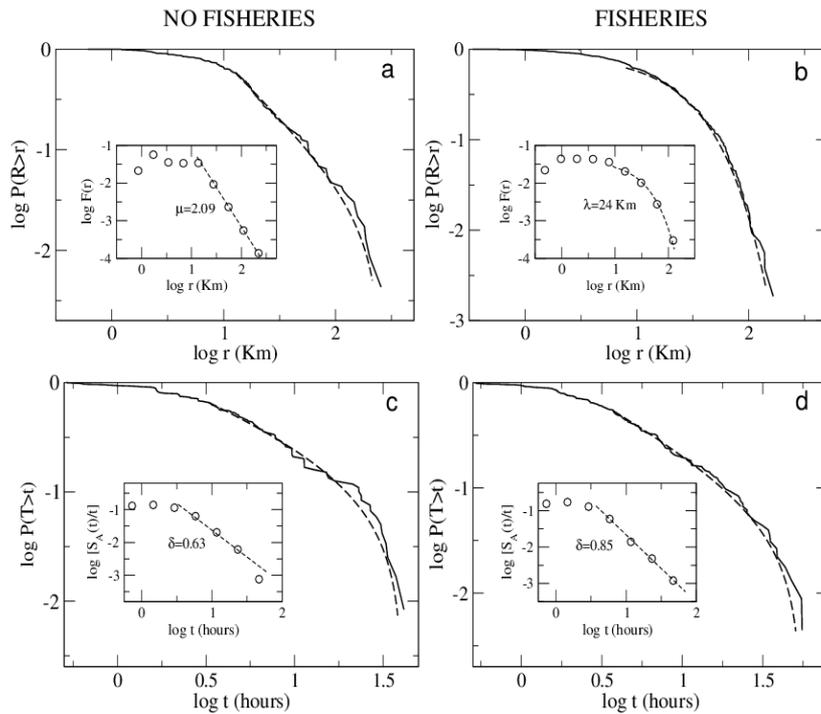 NO FISHERIES
FISHERIES
a
0
-1
-2
log P(R>r)
0
1
2
log r (Km)
-1
-2
-3
-4
log F(r)
μ=2.09
0
1
2
log r (Km)
b
0
-1
-2
-3
log P(R>r)
0
1
2
log r (Km)
-1
-2
-3
-4
log F(r)
λ=24 Km
0
1
2
log r (Km)
c
0
-1
-2
log P(T>t)
0
0.5
1
1.5
log t (hours)
-1
-2
-3
log [S_A(t)/t]
δ=0.63
0
1
2
log t (hours)
d
0
-1
-2
log P(T>t)
0
0.5
1
1.5
log t (hours)
-1
-2
-3
log [S_A(t)/t]
δ=0.85
0
1
2
log t (hours)